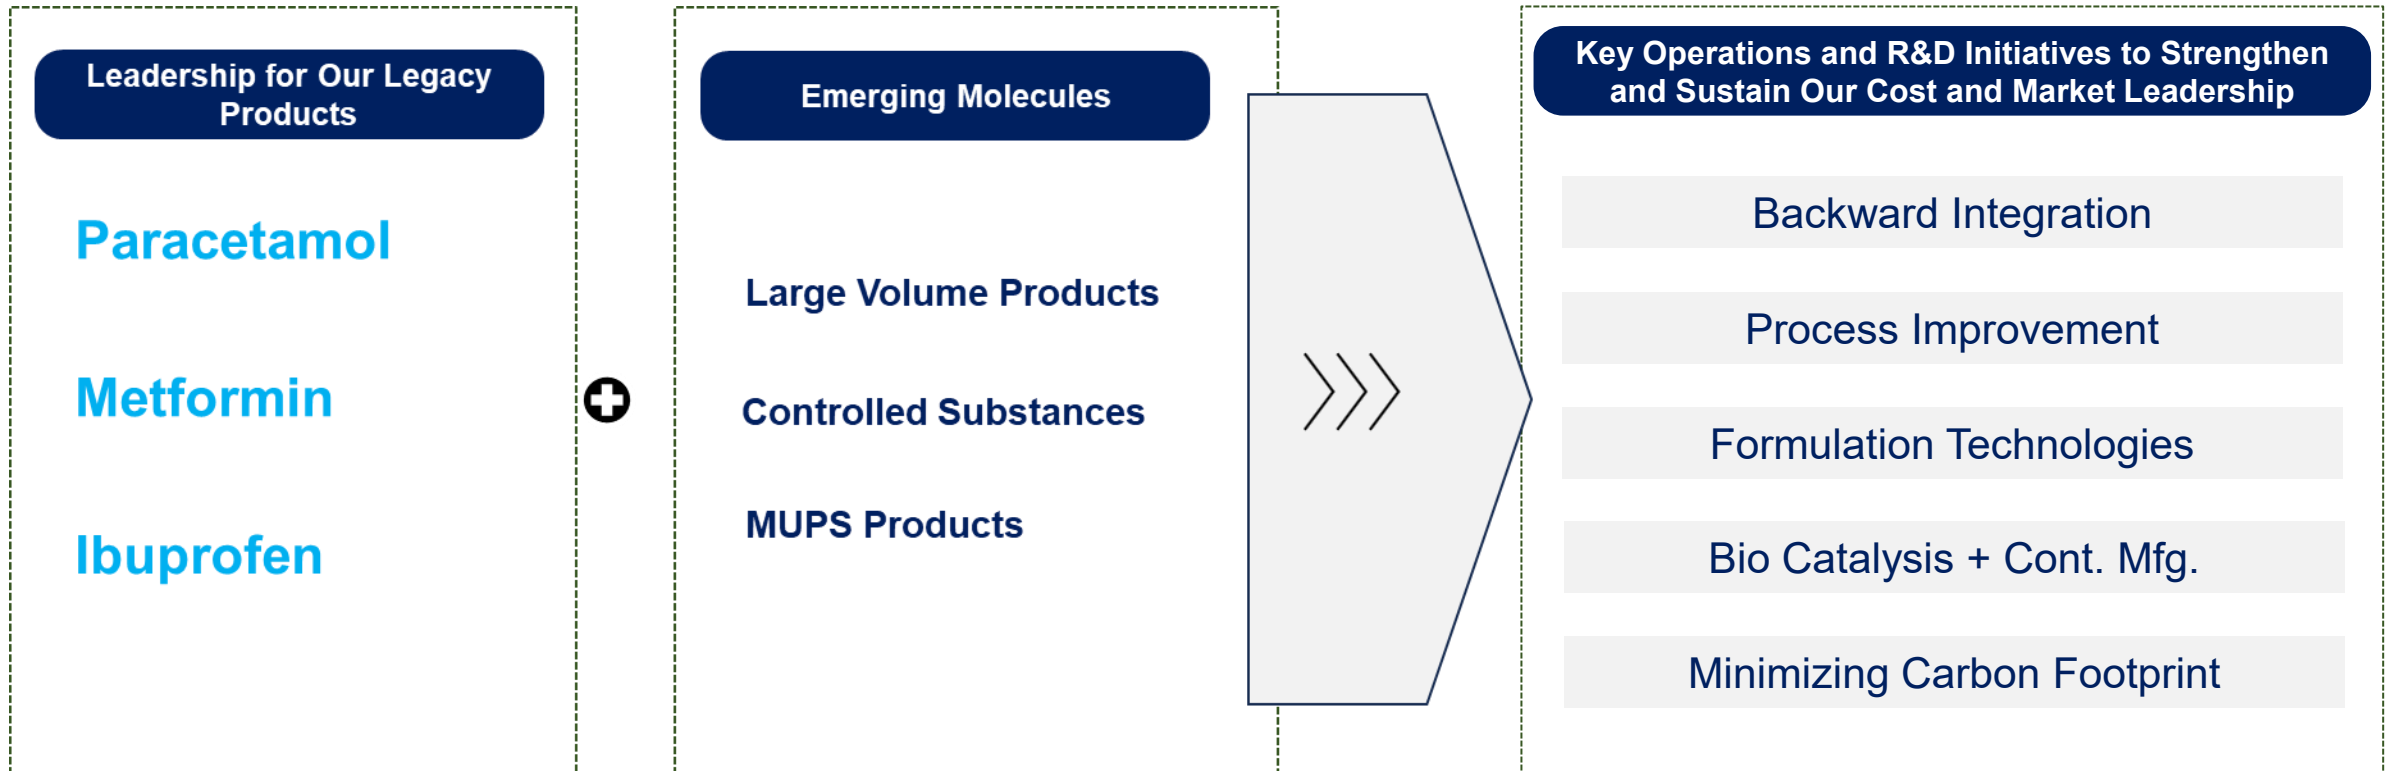 Leadership for Our Legacy
Products
Paracetamol
Metformin
Ibuprofen
Emerging Molecules
Large Volume Products
Controlled Substances
MUPS Products
Key Operations and R&D Initiatives to Strengthen
and Sustain Our Cost and Market Leadership
Backward Integration
Process Improvement
Formulation Technologies
Bio Catalysis + Cont. Mfg.
Minimizing Carbon Footprint